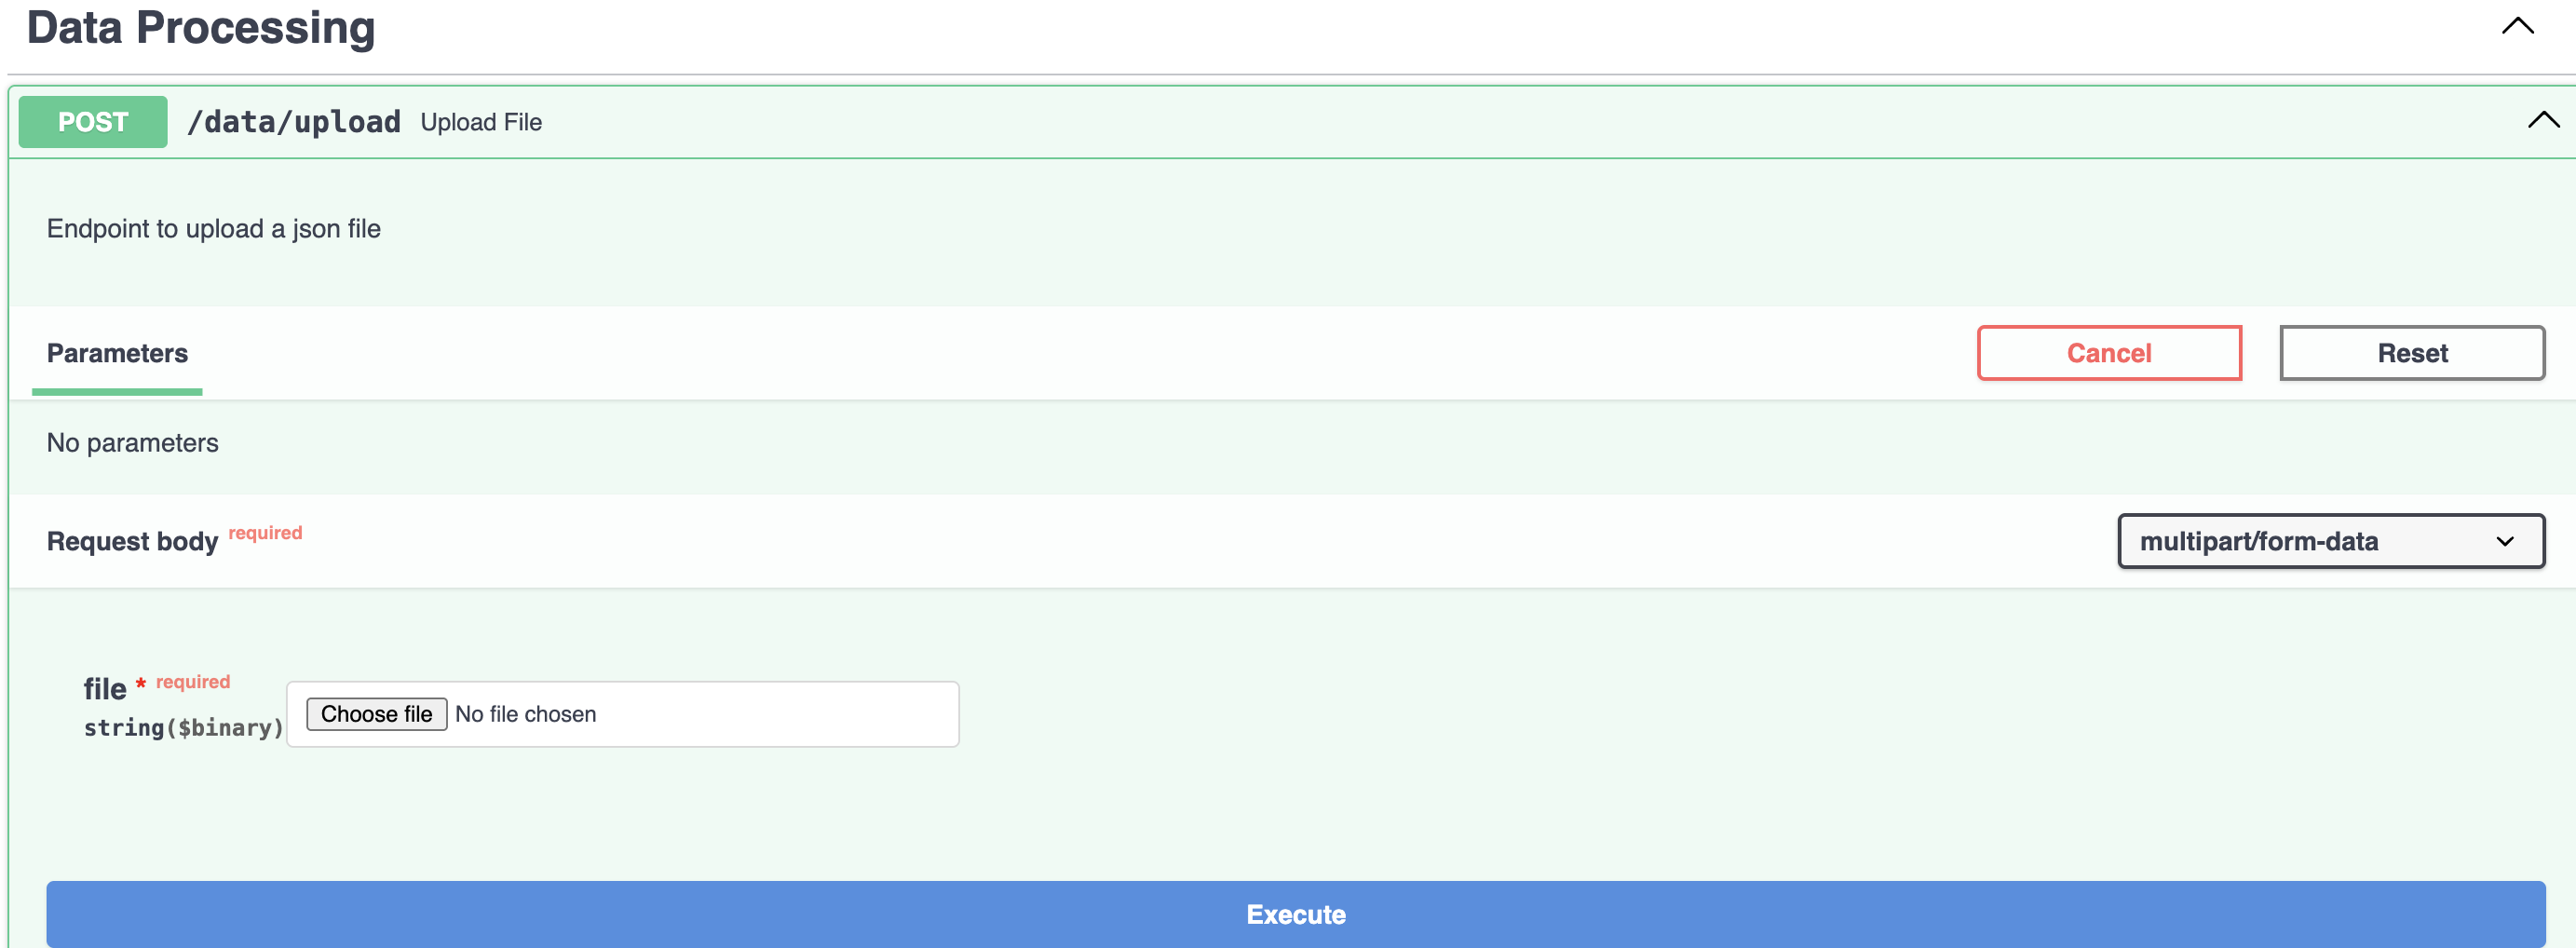 Data Processing
POST /data/upload Upload File
Endpoint to upload a json file
Parameters Cancel Reset
No parameters
Request body required multipart/form-data
file * required
string($binary) Choose file No file chosen
Execute